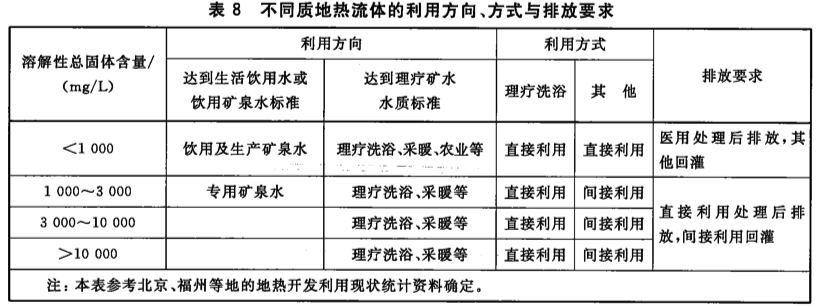 表 8 不同质地热流体的利用方向、方式与排放要求
溶解性总固体含量/
(mg/L)
利用方向
利用方式
排放要求
达到生活饮用水或
饮用矿泉水标准
达到理疗矿水
水质标准
理疗洗浴
其 他
<1 000
饮用及生产矿泉水
理疗洗浴、采暖、农业等
直接利用
直接利用
医用处理后排放,其
他回灌
1 000～3 000
专用矿泉水
理疗洗浴、采暖等
直接利用
间接利用
直接利用处理后排
放,间接利用回灌
3 000～10 000
理疗洗浴、采暖等
直接利用
间接利用
>10 000
理疗洗浴、采暖等
直接利用
间接利用
注：本表参考北京、福州等地的地热开发利用现状统计资料确定。